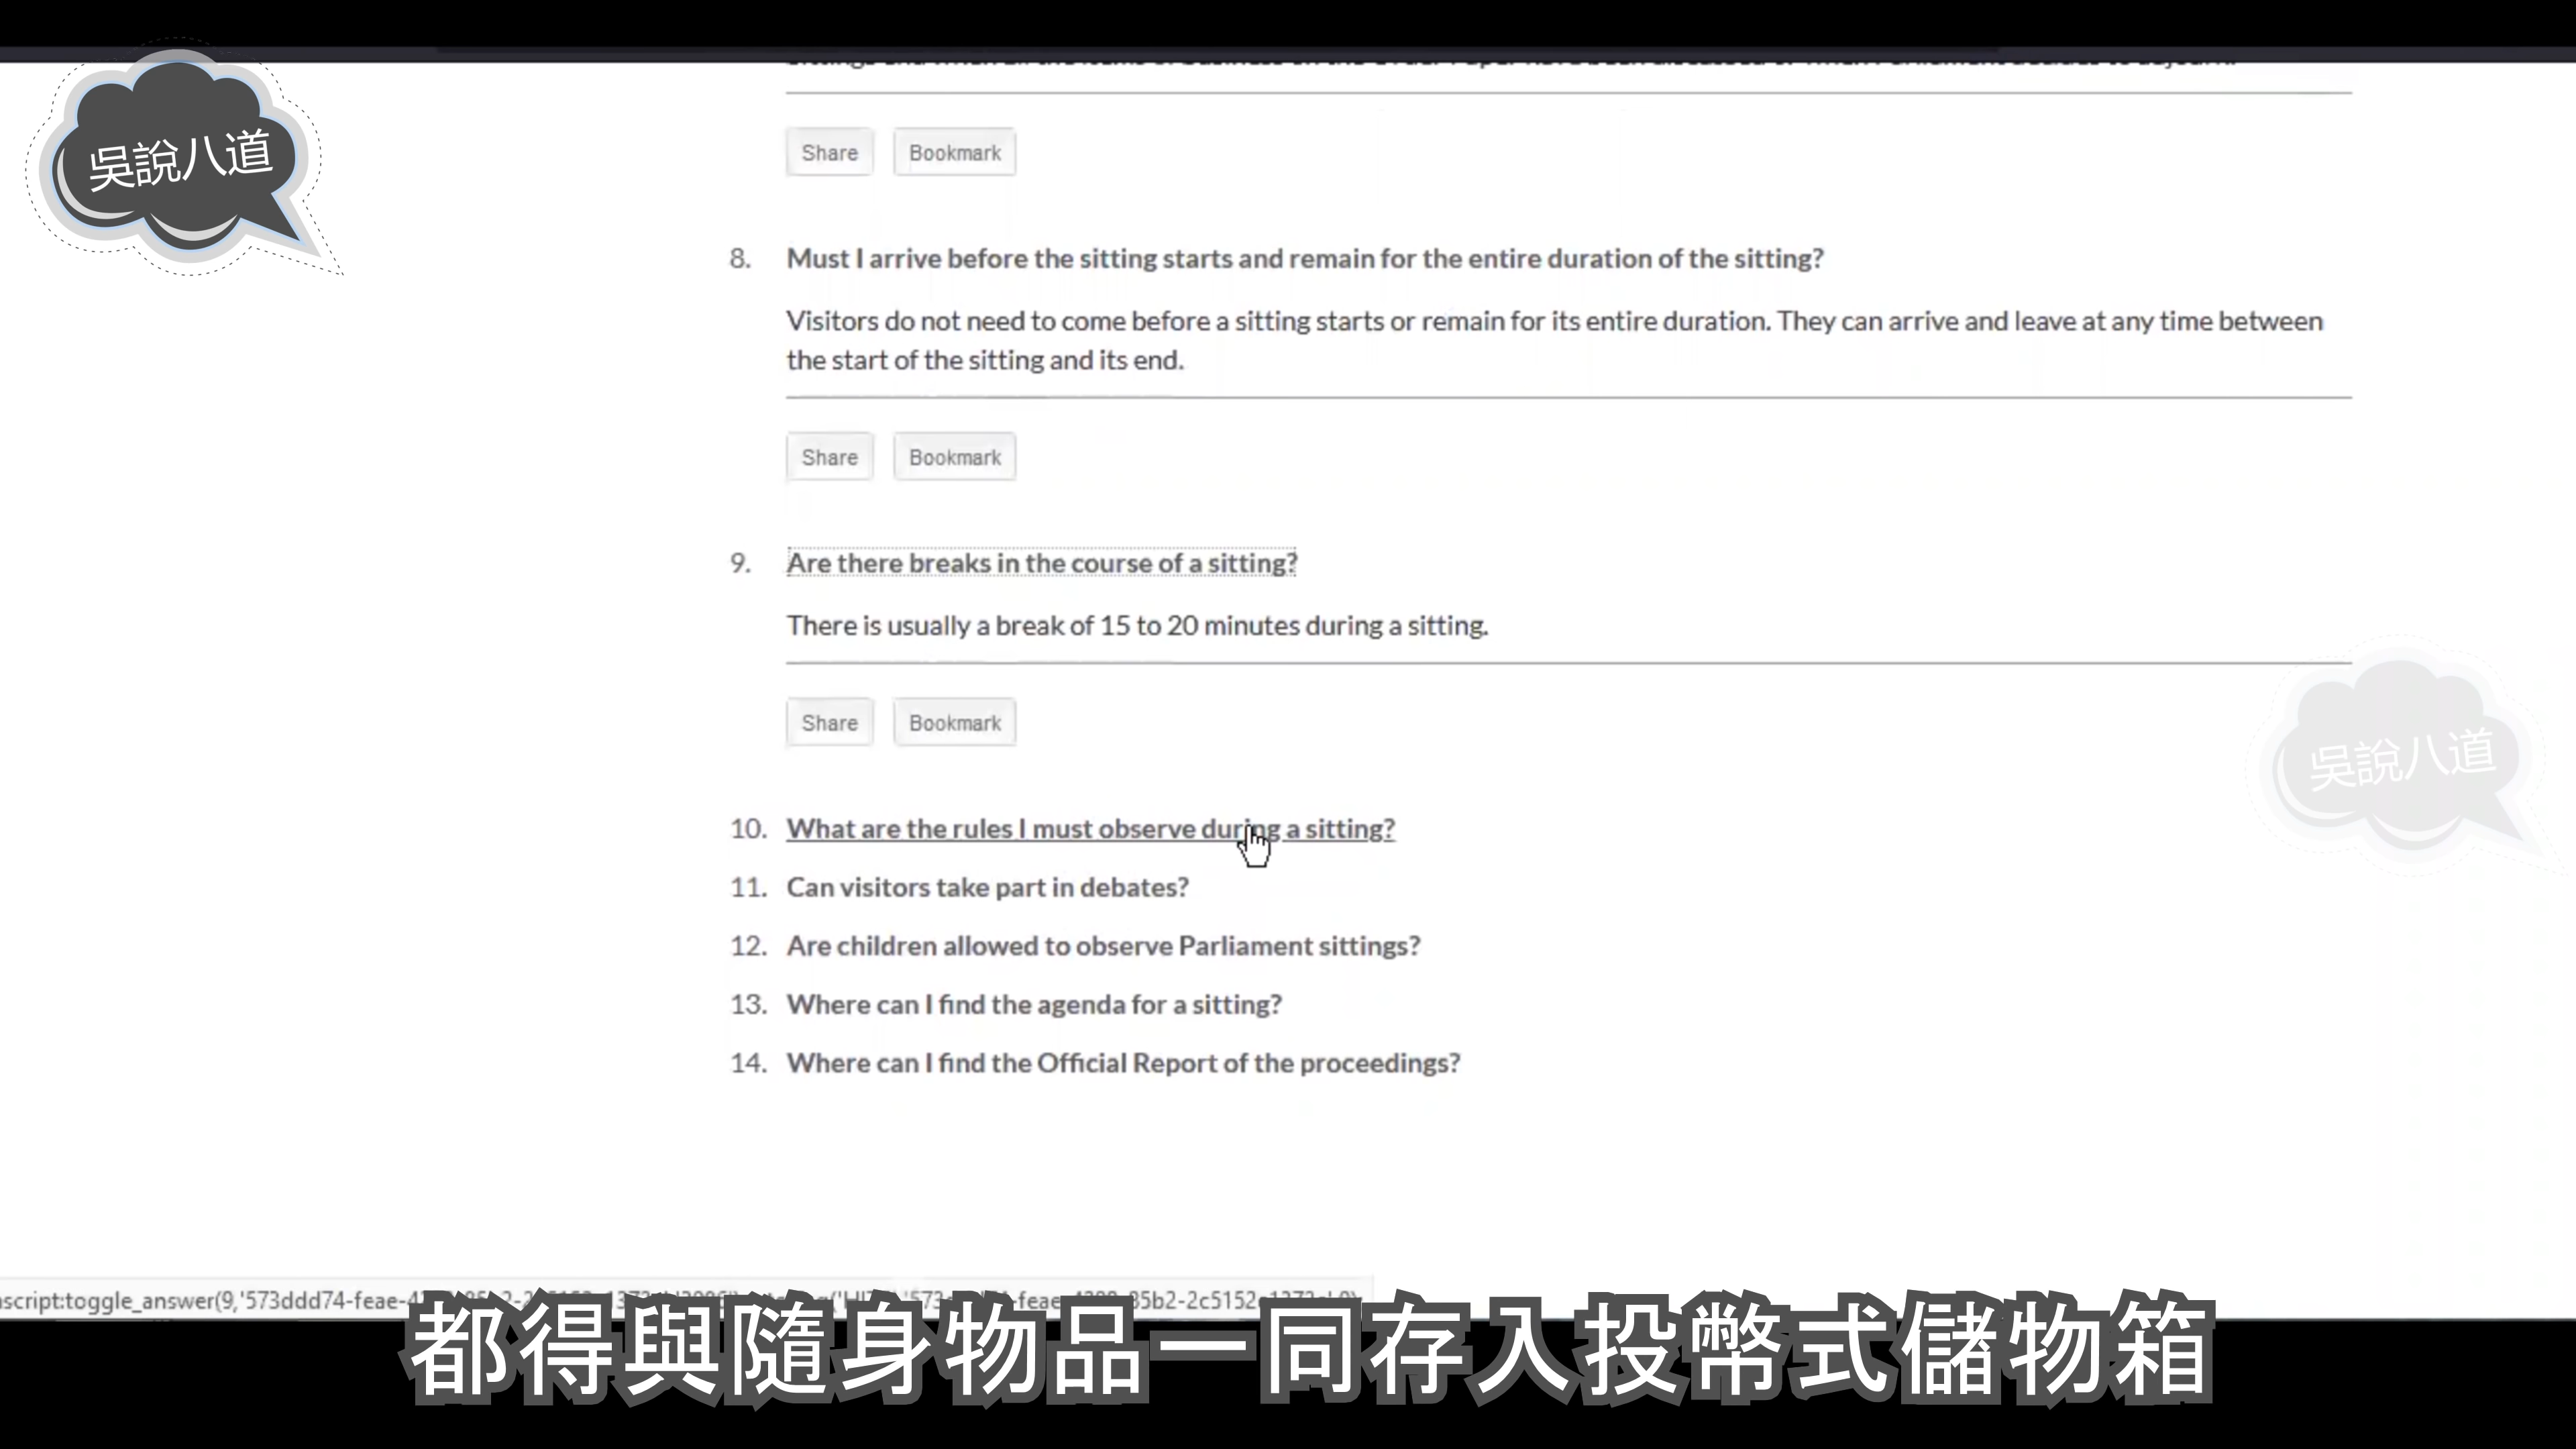 吳說八道
Share Bookmark
8. Must I arrive before the sitting starts and remain for the entire duration of the sitting?
Visitors do not need to come before a sitting starts or remain for its entire duration. They can arrive and leave at any time between
the start of the sitting and its end.
Share Bookmark
9. Are there breaks in the course of a sitting?
There is usually a break of 15 to 20 minutes during a sitting.
Share Bookmark
吳說八道
10. What are the rules I must observe during a sitting?
11. Can visitors take part in debates?
12. Are children allowed to observe Parliament sittings?
13. Where can I find the agenda for a sitting?
14. Where can I find the Official Report of the proceedings?
script:toggle_answer(9,'573ddd74-feae-
都得與隨身物品一同存入投幣式儲物箱